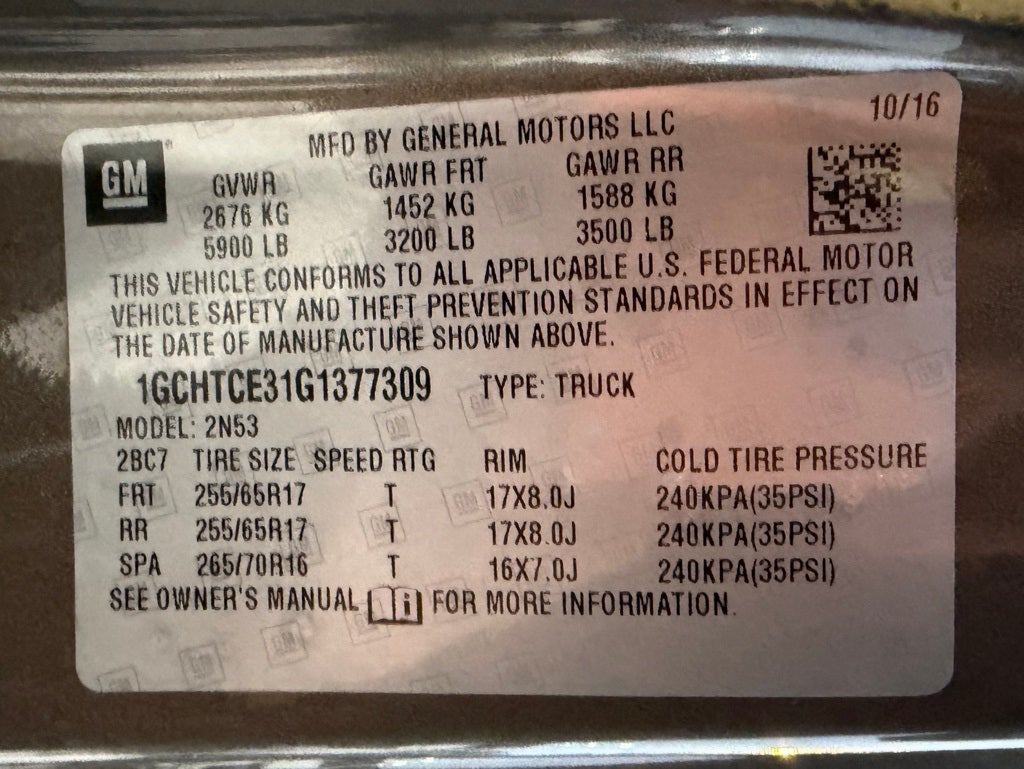 10/16
MFD BY GENERAL MOTORS LLC
GM GVWR GAWR FRT GAWR RR
2676 KG 1452 KG 1588 KG
5900 LB 3200 LB 3500 LB
THIS VEHICLE CONFORMS TO ALL APPLICABLE U.S. FEDERAL MOTOR
VEHICLE SAFETY AND THEFT PREVENTION STANDARDS IN EFFECT ON
THE DATE OF MANUFACTURE SHOWN ABOVE.
1GCHTCE31G1377309 TYPE: TRUCK
MODEL: 2N53
2BC7 TIRE SIZE SPEED RTG RIM COLD TIRE PRESSURE
FRT 255/65R17 T 17X8.0J 240KPA(35PSI)
RR 255/65R17 T 17X8.0J 240KPA(35PSI)
SPA 265/70R16 T 16X7.0J 240KPA(35PSI)
SEE OWNER'S MANUAL FOR MORE INFORMATION.